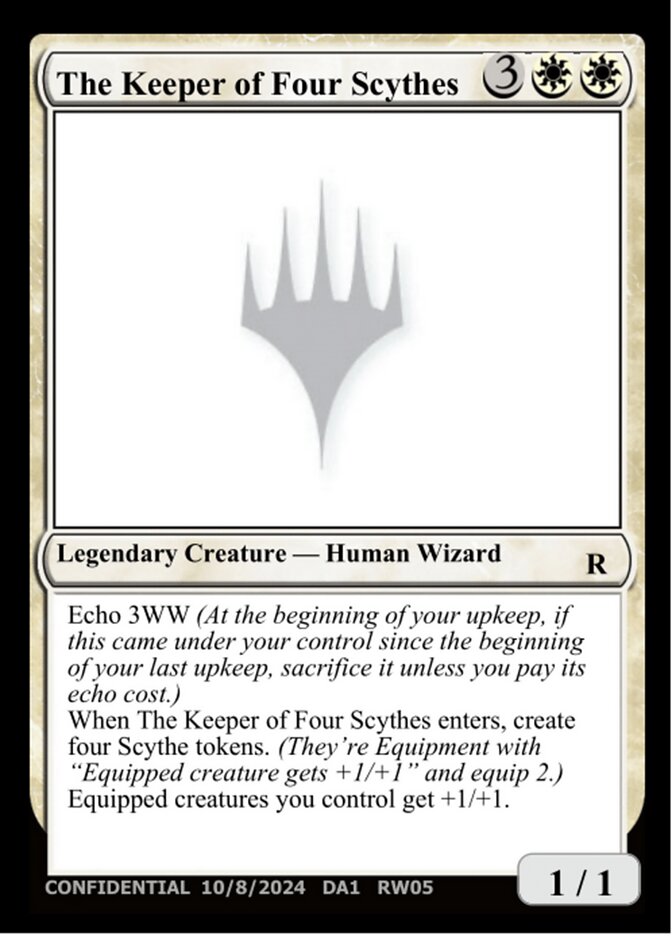 The Keeper of Four Scythes 3
Legendary Creature — Human Wizard
R
Echo 3WW (At the beginning of your upkeep, if
this came under your control since the beginning
of your last upkeep, sacrifice it unless you pay its
echo cost.)
When The Keeper of Four Scythes enters, create
four Scythe tokens. (They’re Equipment with
“Equipped creature gets +1/+1” and equip 2.)
Equipped creatures you control get +1/+1.
CONFIDENTIAL 10/8/2024 DA1 RW05
1 / 1